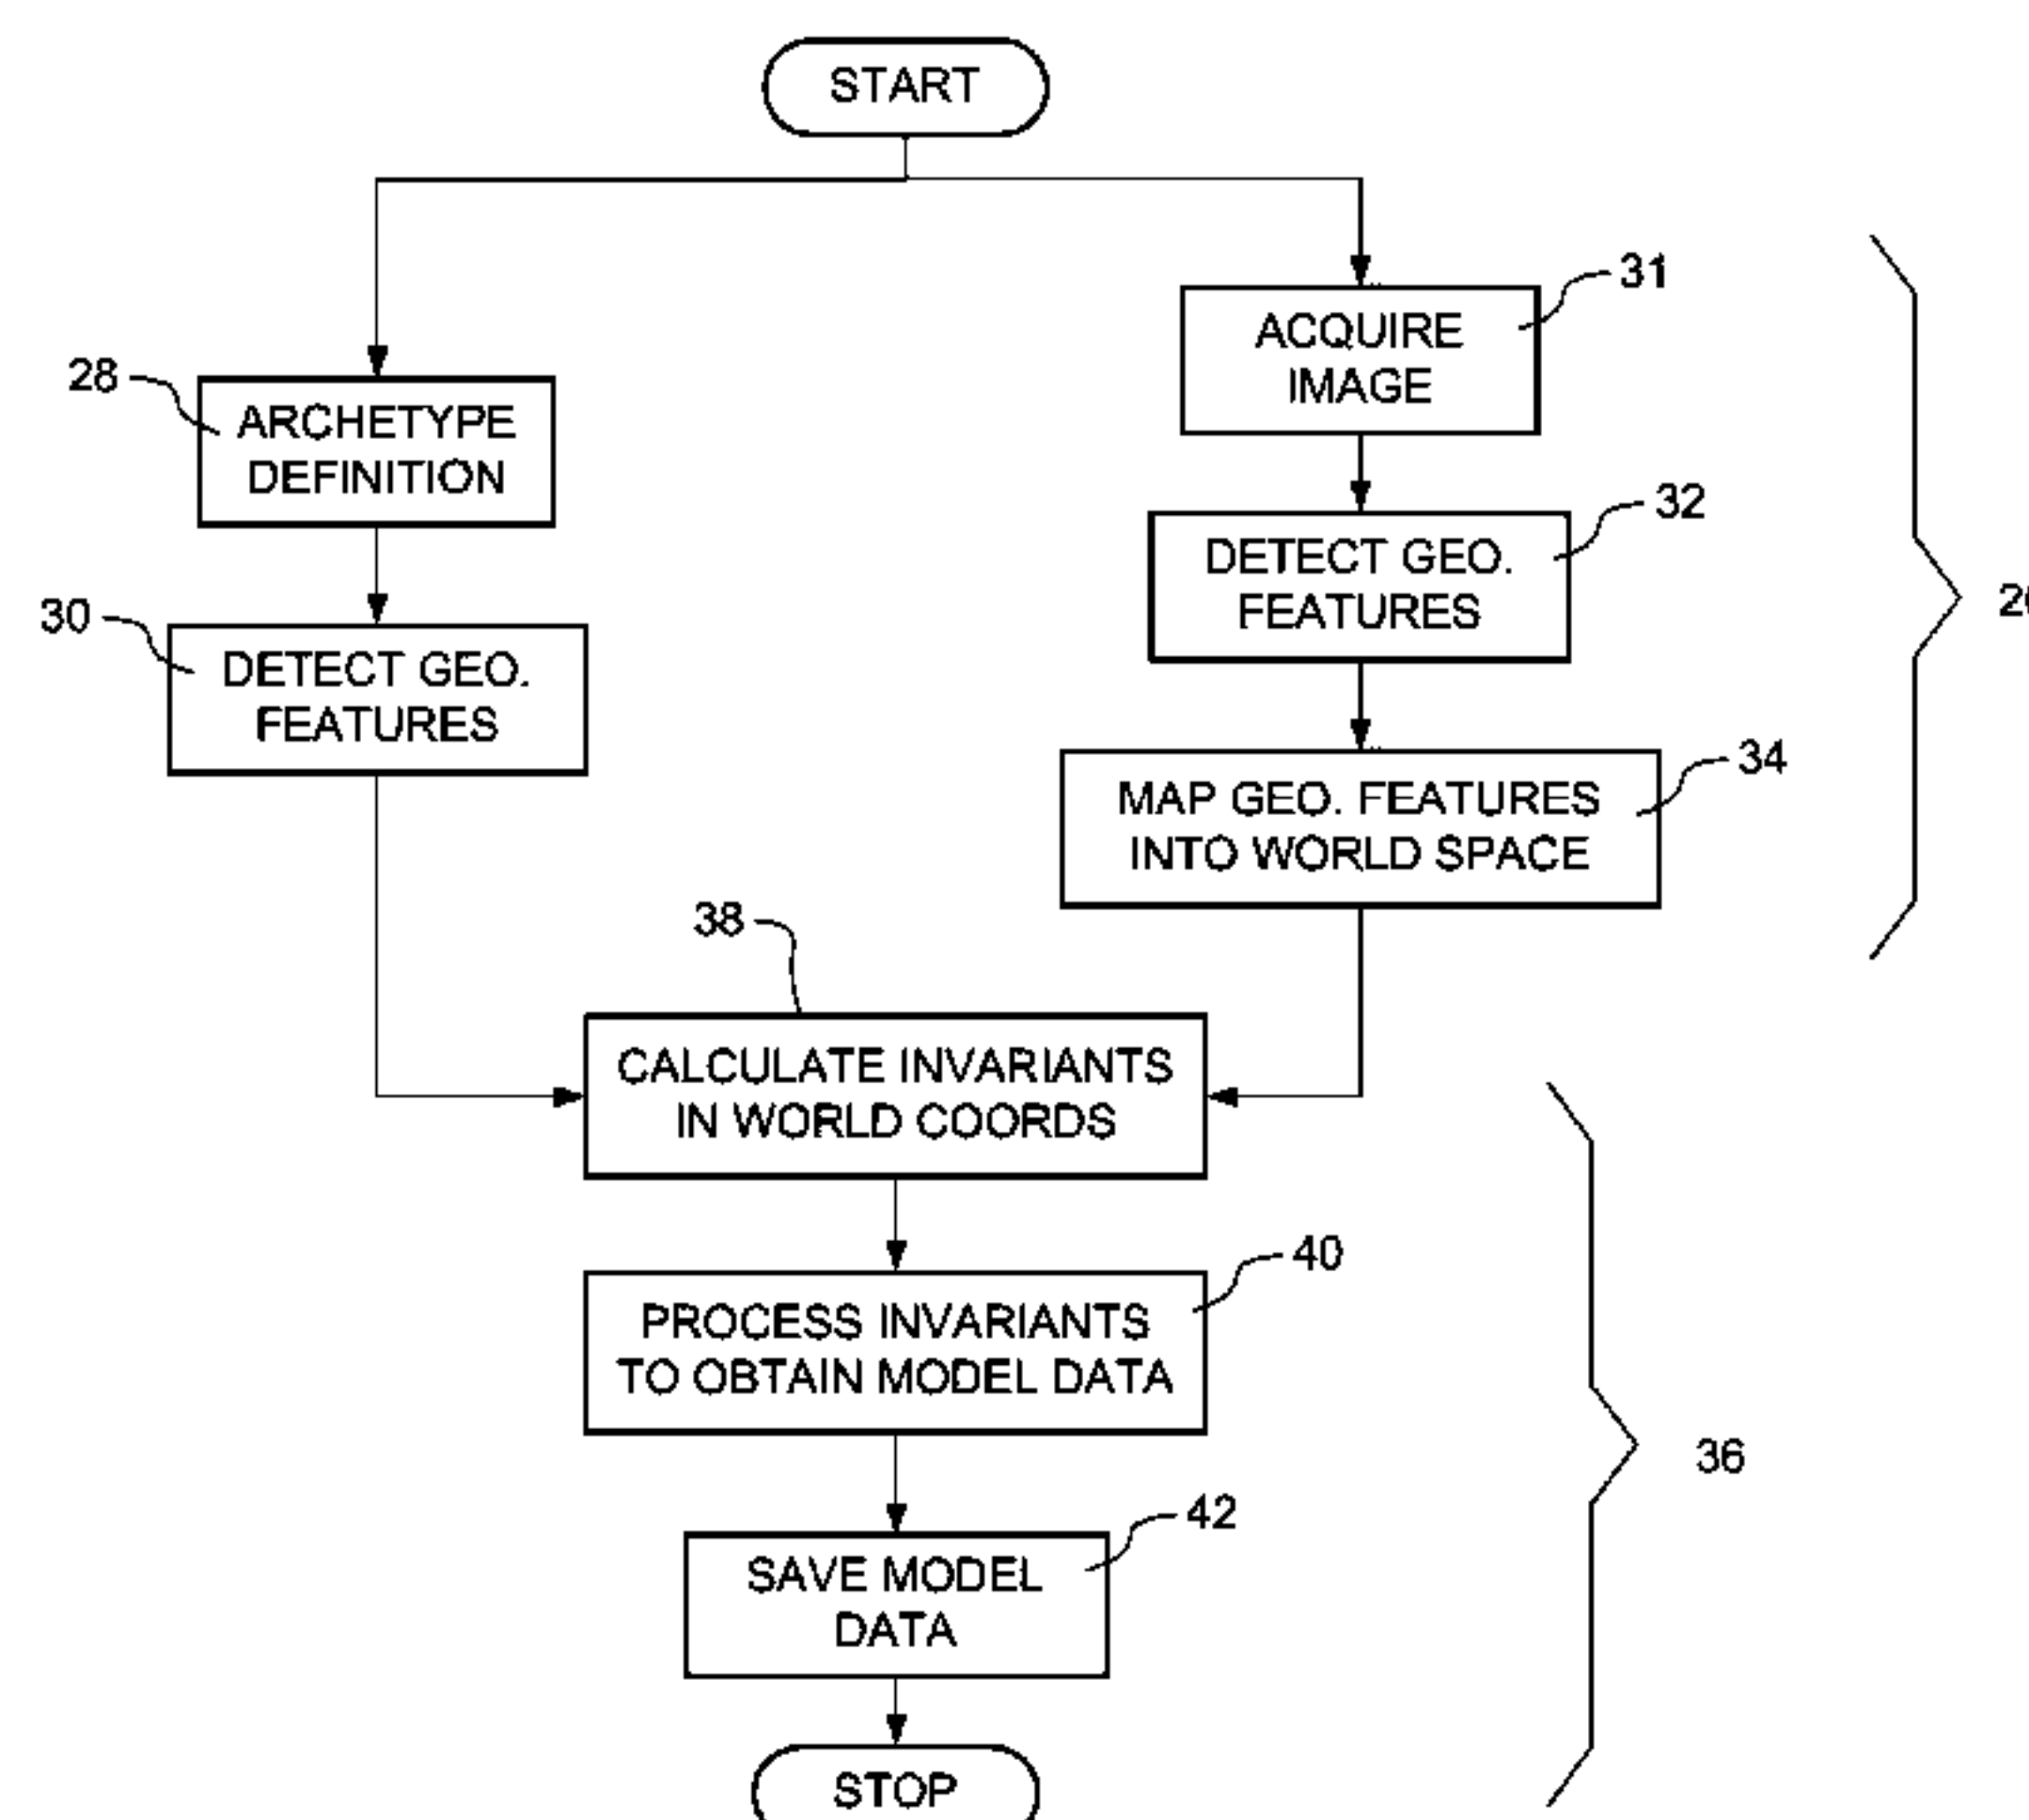 START
31
ACQUIRE
IMAGE
28
ARCHETYPE
DEFINITION
32
DETECT GEO.
FEATURES
30
DETECT GEO.
FEATURES
34
MAP GEO. FEATURES
INTO WORLD SPACE
38
CALCULATE INVARIANTS
IN WORLD COORDS
40
PROCESS INVARIANTS
TO OBTAIN MODEL DATA
36
42
SAVE MODEL
DATA
STOP